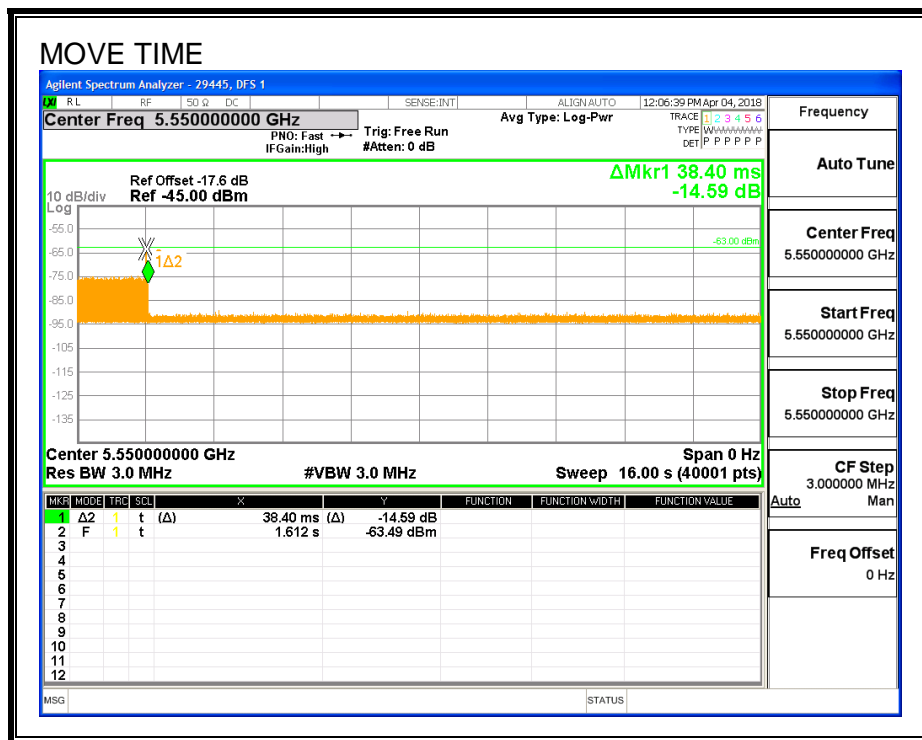 MOVE TIME
Agilent Spectrum Analyzer - 29445, DFS 1
LXI RL RF 50 Ω DC SENSE:INT ALIGN AUTO 12:06:39 PM Apr 04, 2018
Center Freq 5.550000000 GHz
PNO: Fast
IFGain:High
Trig: Free Run
#Atten: 0 dB
Avg Type: Log-Pwr
TRACE 1 2 3 4 5 6
TYPE WWWWWW
DET P P P P P P
Frequency
Auto Tune
ΔMkr1 38.40 ms
-14.59 dB
Ref Offset -17.6 dB
10 dB/div Ref -45.00 dBm
Log
-55.0
-63.00 dBm
-65.0
1Δ2
-75.0
-85.0
-95.0
-105
-115
-125
-135
Center Freq
5.550000000 GHz
Start Freq
5.550000000 GHz
Stop Freq
5.550000000 GHz
Center 5.550000000 GHz Span 0 Hz
Res BW 3.0 MHz #VBW 3.0 MHz Sweep 16.00 s (40001 pts)
CF Step
3.000000 MHz
Auto Man
MKR MODE TRC SCL X Y FUNCTION FUNCTION WIDTH FUNCTION VALUE
1 Δ2 1 t (Δ) 38.40 ms (Δ) -14.59 dB
2 F 1 t 1.612 s -63.49 dBm
3
4
5
6
7
8
9
10
11
12
Freq Offset
0 Hz
MSG STATUS